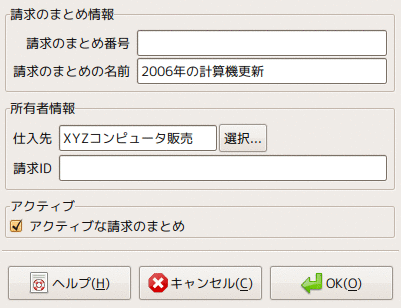 請求のまとめ情報
請求のまとめ番号
請求のまとめの名前 2006年の計算機更新
所有者情報
仕入先 XYZコンピュータ販売 選択...
請求ID
アクティブ
アクティブな請求のまとめ
ヘルプ(H) キャンセル(C) OK(O)